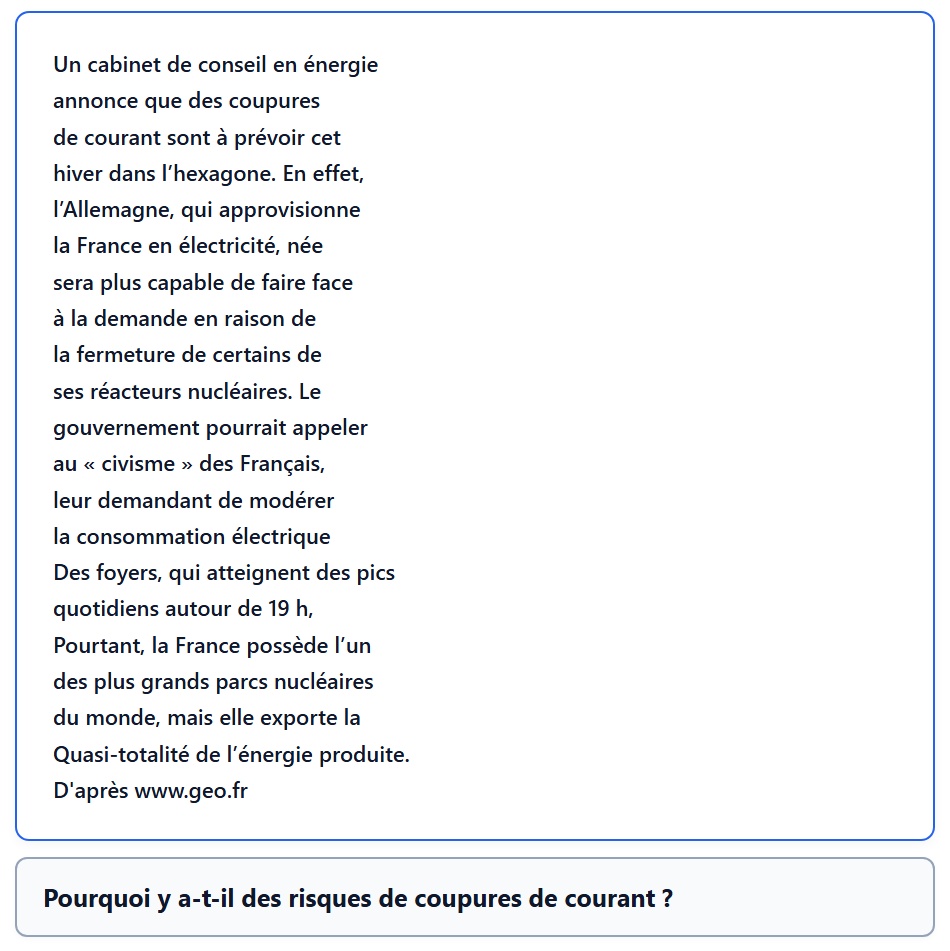 Un cabinet de conseil en énergie
annonce que des coupures
de courant sont à prévoir cet
hiver dans l’hexagone. En effet,
l’Allemagne, qui approvisionne
la France en électricité, née
sera plus capable de faire face
à la demande en raison de
la fermeture de certains de
ses réacteurs nucléaires. Le
gouvernement pourrait appeler
au « civisme » des Français,
leur demandant de modérer
la consommation électrique
Des foyers, qui atteignent des pics
quotidiens autour de 19 h,
Pourtant, la France possède l’un
des plus grands parcs nucléaires
du monde, mais elle exporte la
Quasi-totalité de l’énergie produite.
D'après www.geo.fr
Pourquoi y a-t-il des risques de coupures de courant ?